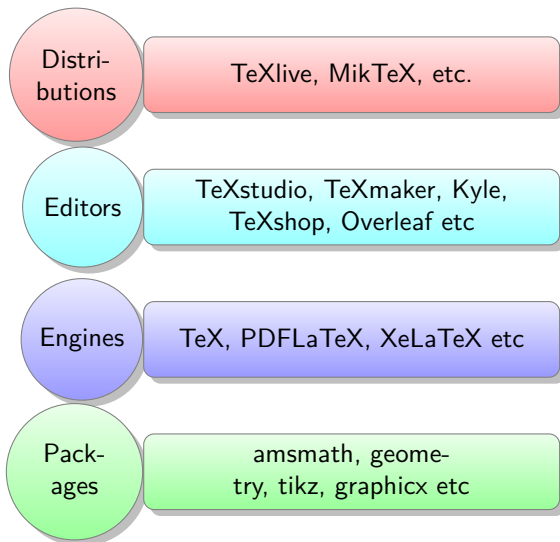 Distri-
butions
TeXlive, MikTeX, etc.
Editors
TeXstudio, TeXmaker, Kyle,
TeXshop, Overleaf etc
Engines
TeX, PDFLaTeX, XeLaTeX etc
Pack-
ages
amsmath, geome-
try, tikz, graphicx etc